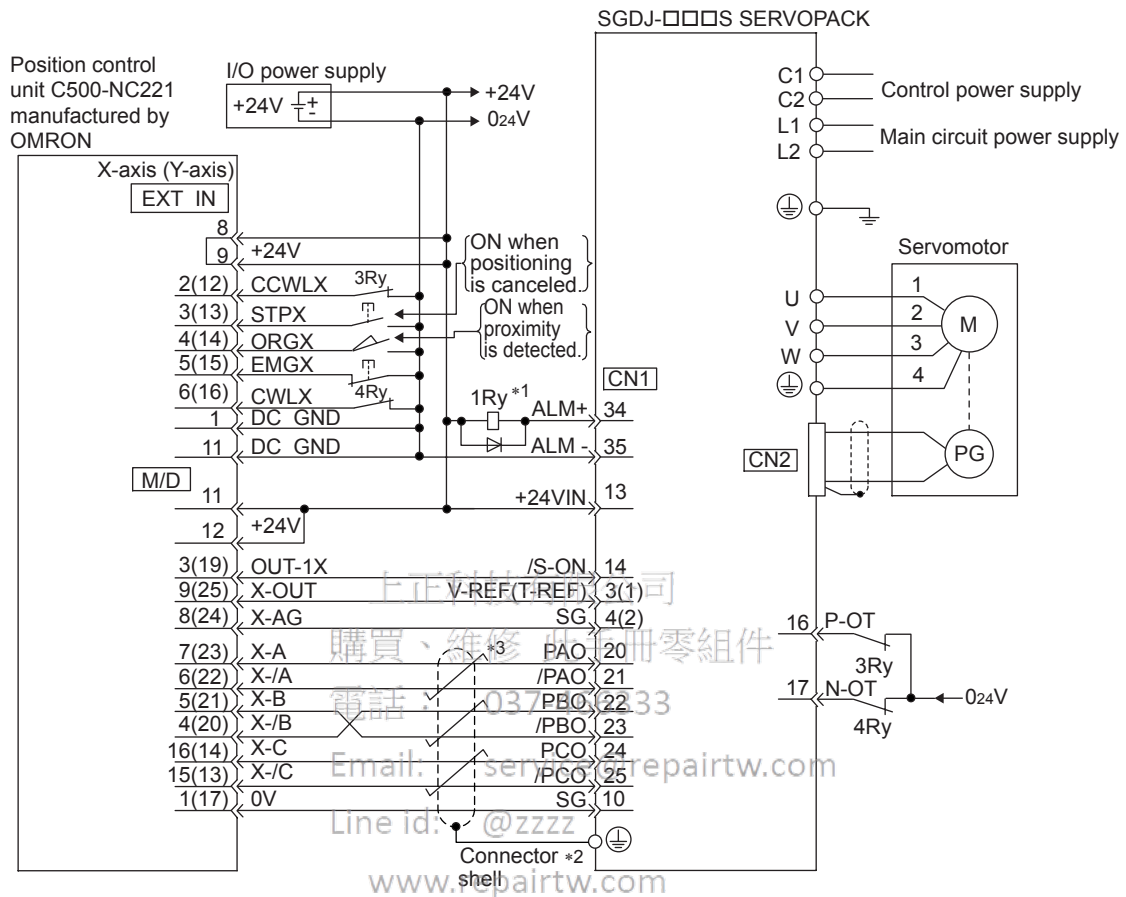 SGDJ-□□□S SERVOPACK
Position control
unit C500-NC221
manufactured by
OMRON
I/O power supply
+24V
+
-
+24V
024V
C1
C2
Control power supply
L1
L2
Main circuit power supply
X-axis (Y-axis)
EXT IN
8
9
+24V
2(12) CCWLX 3Ry
3(13) STPX
4(14) ORGX
5(15) EMGX
6(16) CWLX 4Ry
1 DC GND
11 DC GND
ON when
positioning
is canceled.
ON when
proximity
is detected.
Servomotor
U 1
V 2
W 3
4
M
PG
CN2
CN1
1Ry *1
ALM+ 34
ALM - 35
M/D
11 +24VIN 13
12 +24V
3(19) OUT-1X /S-ON 14
9(25) X-OUT V-REF(T-REF) 3(1)
8(24) X-AG SG 4(2)
7(23) X-A *3 PAO 20
6(22) X-/A /PAO 21
5(21) X-B PBO 22
4(20) X-/B /PBO 23
16(14) X-C PCO 24
15(13) X-/C /PCO 25
1(17) 0V SG 10
Connector *2
shell
16 P-OT
3Ry
17 N-OT
4Ry
024V
上正科技有限公司
購買、維修 此手冊零組件
電話： 037-466333
Email: service@repairtw.com
Line id: @zzzz
www.repairtw.com